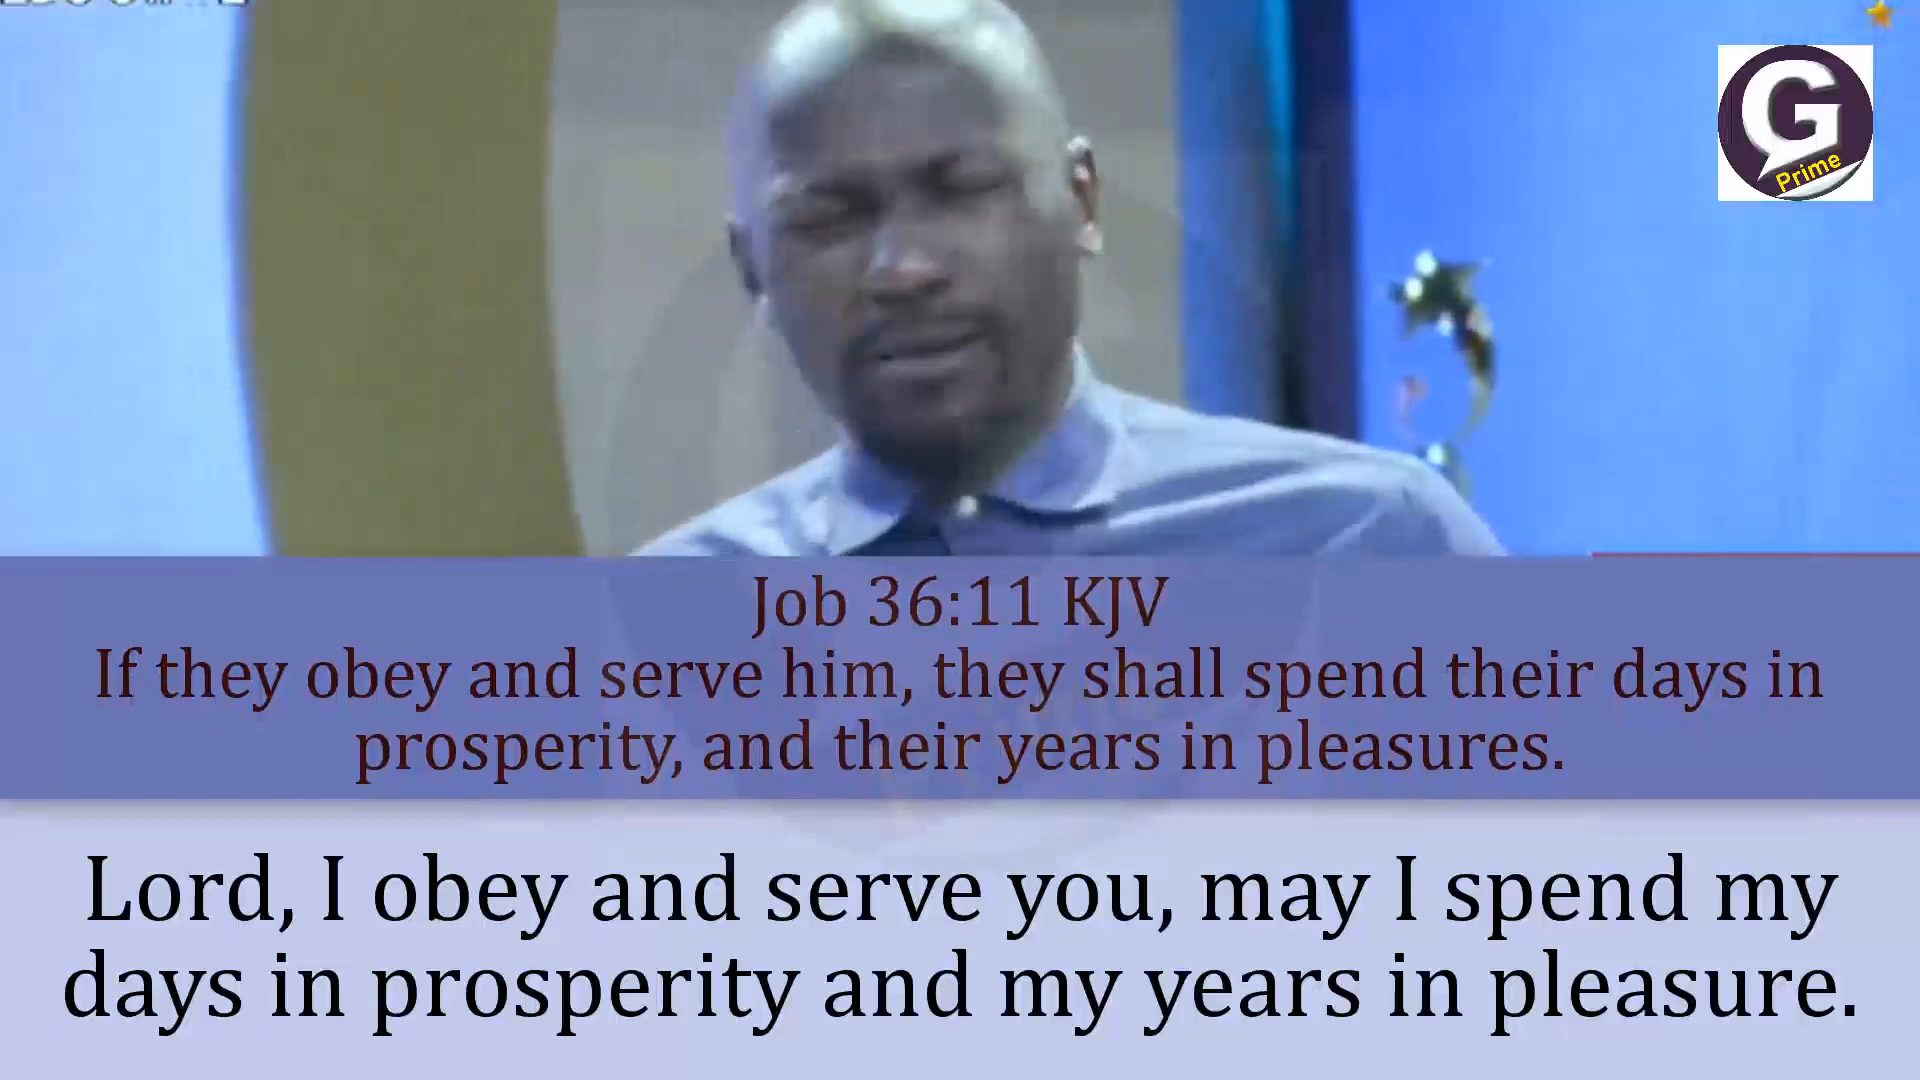 G
Prime
Job 36:11 KJV
If they obey and serve him, they shall spend their days in
prosperity, and their years in pleasures.
Lord, I obey and serve you, may I spend my
days in prosperity and my years in pleasure.